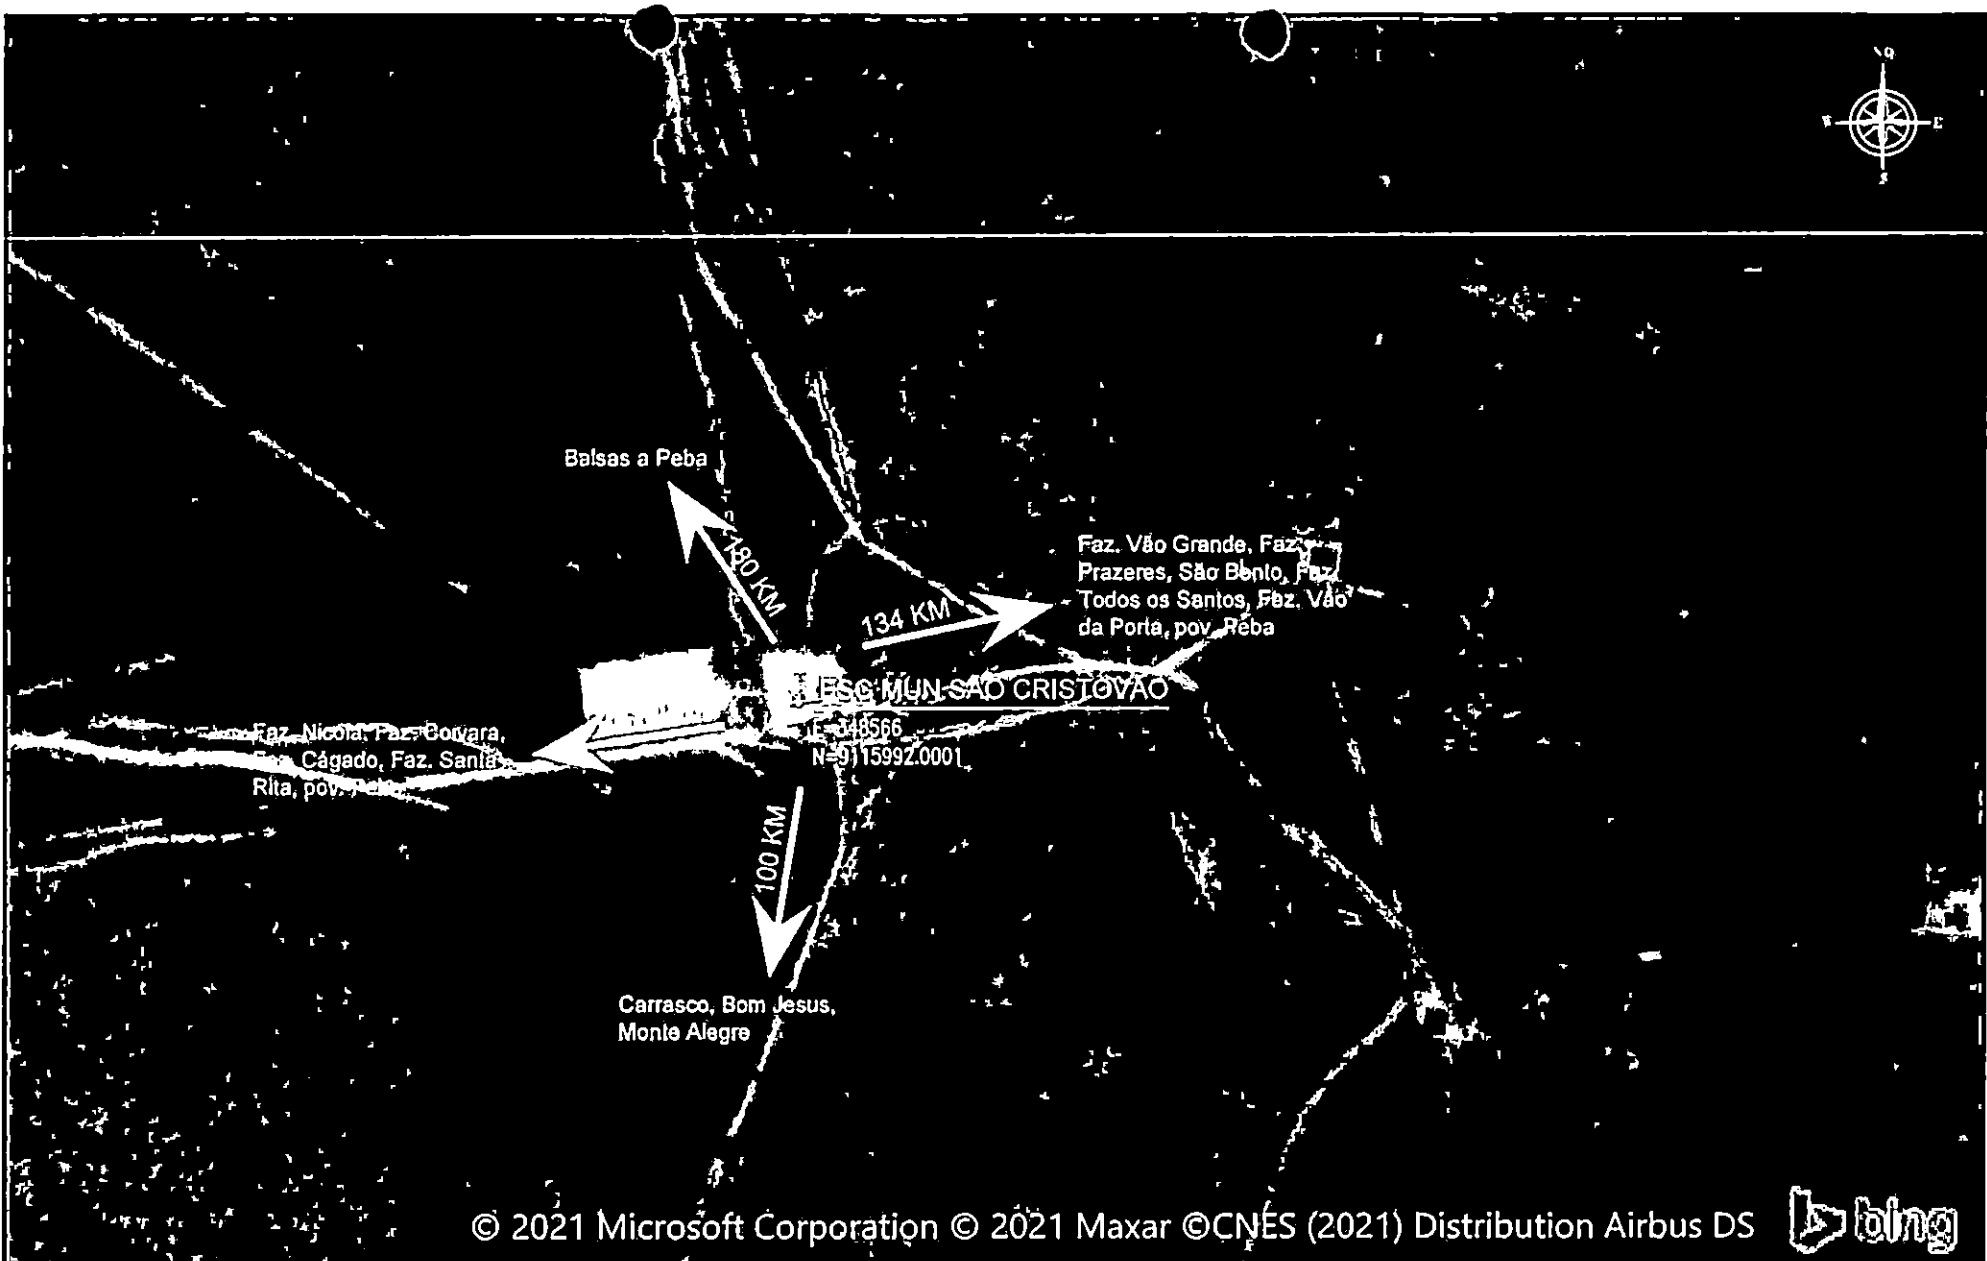 E
S
Balsas a Peba
180 KM
134 KM
Faz. Vão Grande, Faz.
Prazeres, São Bento, Faz.
Todos os Santos, Faz. Vão
da Porta, pov. Peba
ESC MUN SÃO CRISTOVÃO
N=9115992.0001
Faz. Nicola, Faz.
Cágado, Faz. Santa
Rita, pov.
100 KM
Carrasco, Bom Jesus,
Monte Alegre
© 2021 Microsoft Corporation © 2021 Maxar ©CNES (2021) Distribution Airbus DS
bing